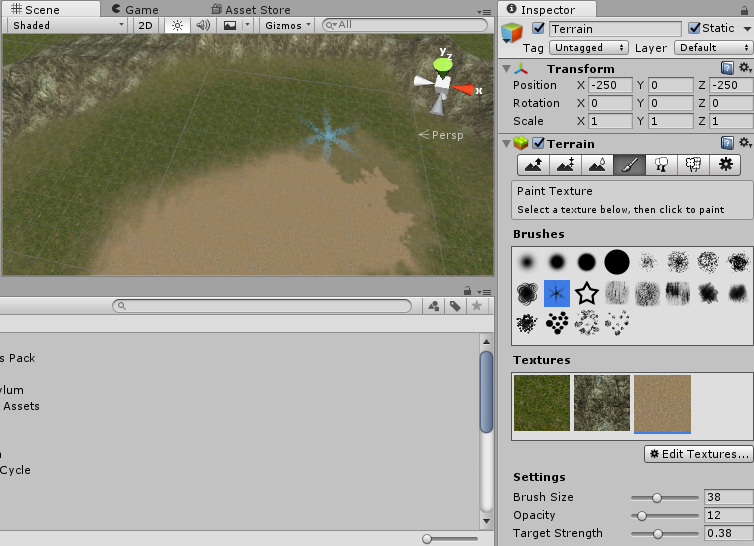 Scene Game Asset Store
Shaded 2D Gizmos All
y
z
x
Persp
s Pack
ylum
Assets
Cycle
Inspector
Terrain Static
Tag Untagged Layer Default
Transform
Position X -250 Y 0 Z -250
Rotation X 0 Y 0 Z 0
Scale X 1 Y 1 Z 1
Terrain
Paint Texture
Select a texture below, then click to paint
Brushes
Textures
Edit Textures...
Settings
Brush Size 38
Opacity 12
Target Strength 0.38